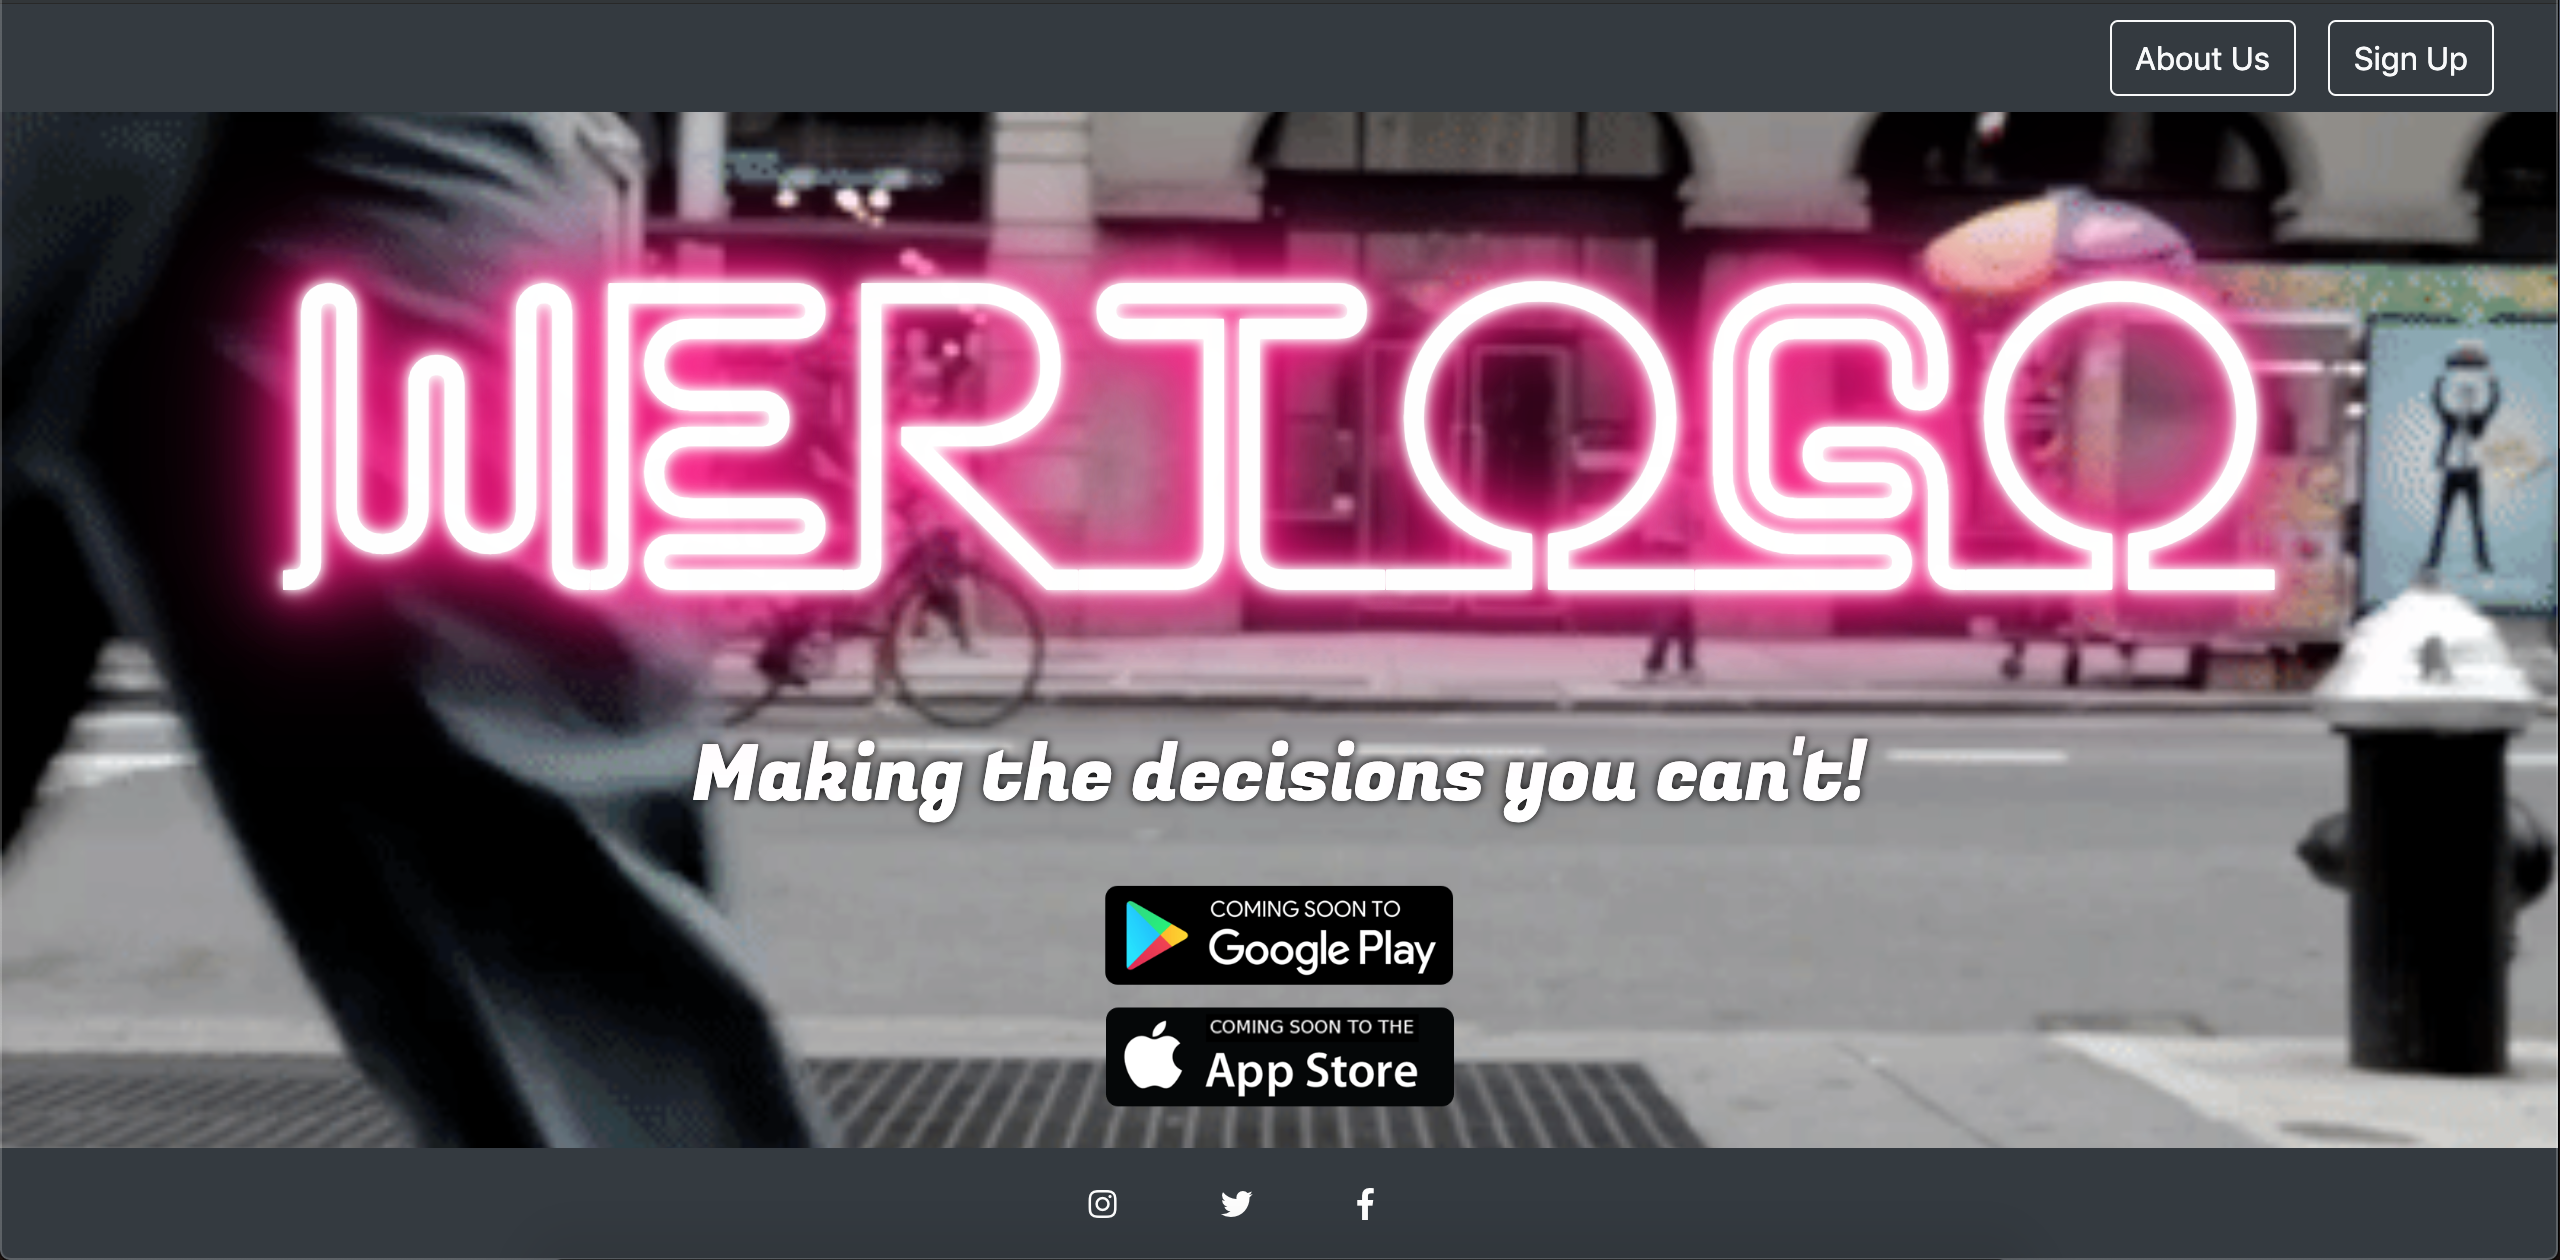 About Us
Sign Up
WERTOGO
Making the decisions you can't!
COMING SOON TO
Google Play
COMING SOON TO THE
App Store